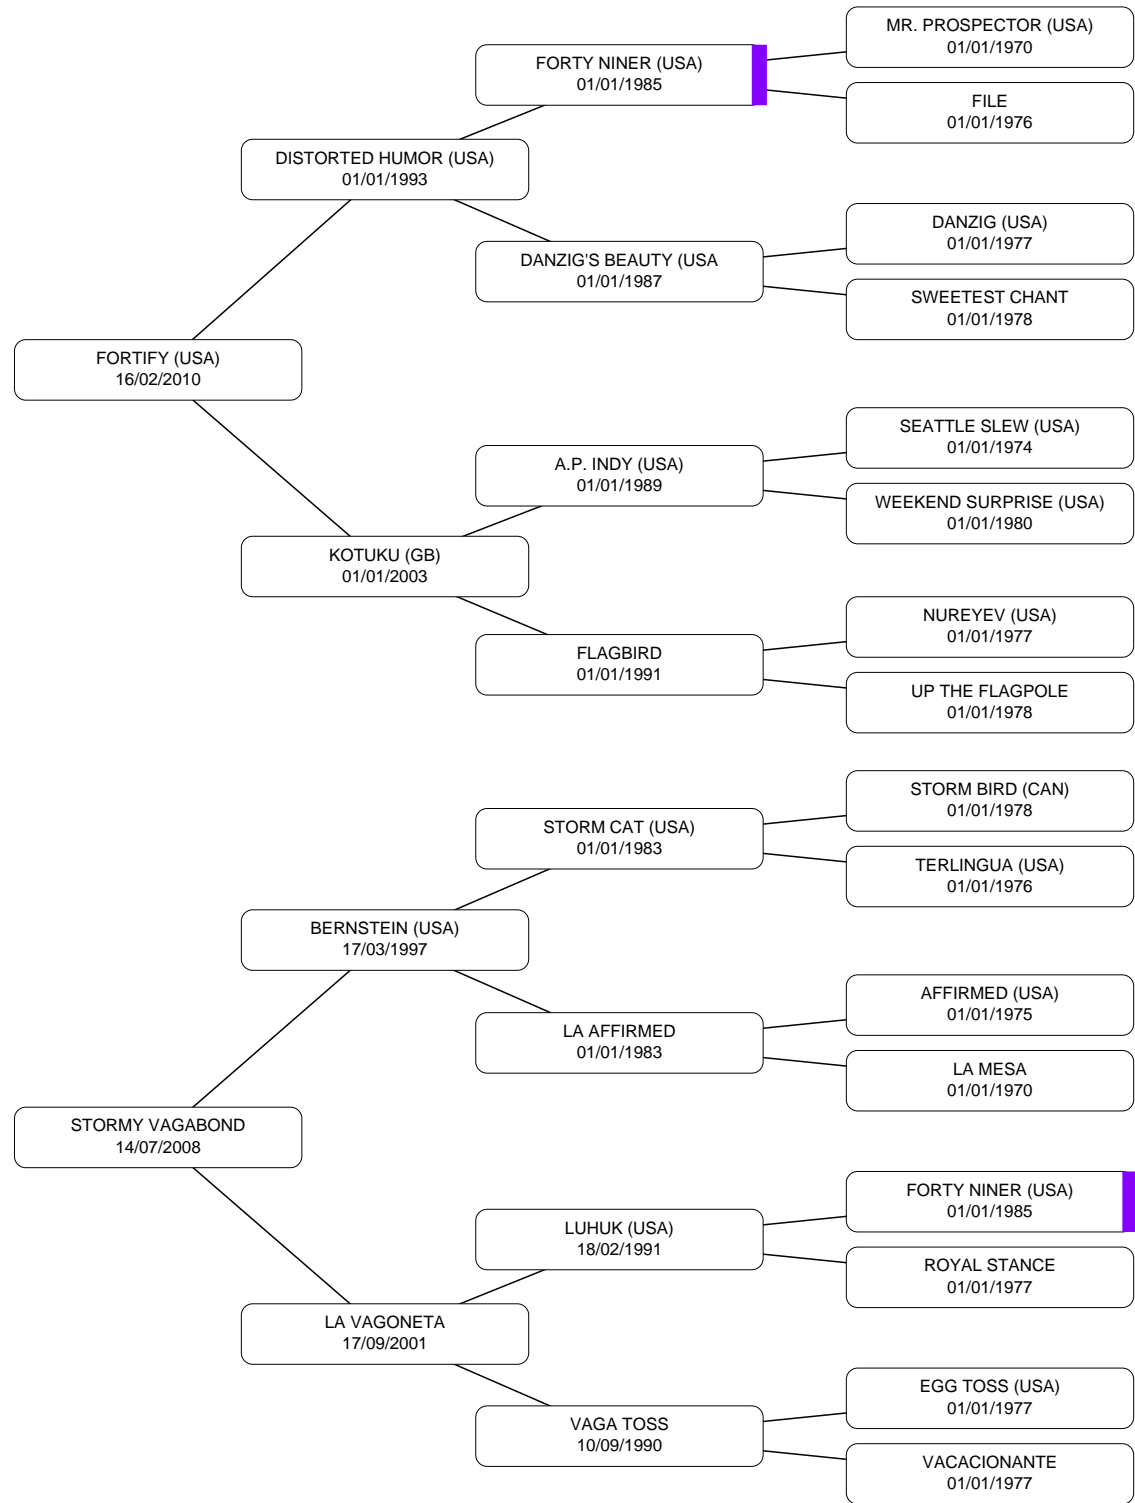 MR. PROSPECTOR (USA)
01/01/1970
FORTY NINER (USA)
01/01/1985
FILE
01/01/1976
DISTORTED HUMOR (USA)
01/01/1993
DANZIG (USA)
01/01/1977
DANZIG'S BEAUTY (USA
01/01/1987
SWEETEST CHANT
01/01/1978
FORTIFY (USA)
16/02/2010
SEATTLE SLEW (USA)
01/01/1974
A.P. INDY (USA)
01/01/1989
WEEKEND SURPRISE (USA)
01/01/1980
KOTUKU (GB)
01/01/2003
NUREYEV (USA)
01/01/1977
FLAGBIRD
01/01/1991
UP THE FLAGPOLE
01/01/1978
STORM BIRD (CAN)
01/01/1978
STORM CAT (USA)
01/01/1983
TERLINGUA (USA)
01/01/1976
BERNSTEIN (USA)
17/03/1997
AFFIRMED (USA)
01/01/1975
LA AFFIRMED
01/01/1983
LA MESA
01/01/1970
STORMY VAGABOND
14/07/2008
FORTY NINER (USA)
01/01/1985
LUHUK (USA)
18/02/1991
ROYAL STANCE
01/01/1977
LA VAGONETA
17/09/2001
EGG TOSS (USA)
01/01/1977
VAGA TOSS
10/09/1990
VACACIONANTE
01/01/1977